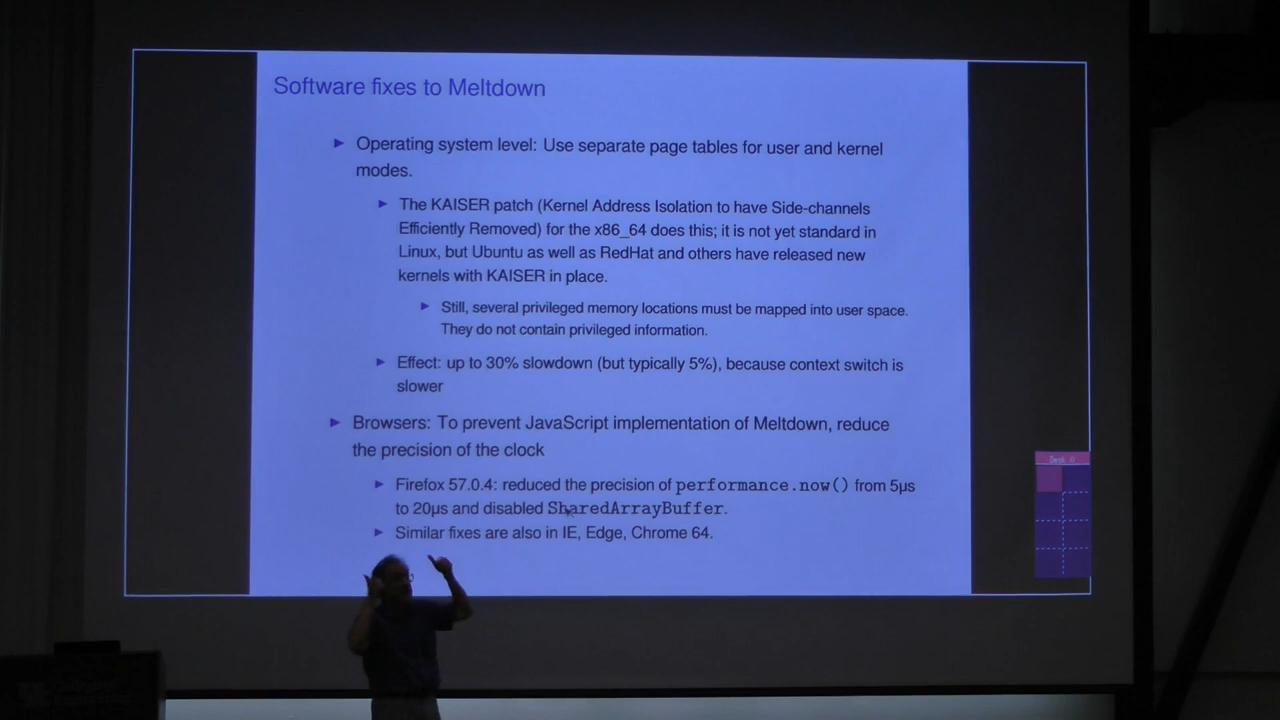 Software fixes to Meltdown
Operating system level: Use separate page tables for user and kernel
modes.
The KAISER patch (Kernel Address Isolation to have Side-channels
Efficiently Removed) for the x86_64 does this; it is not yet standard in
Linux, but Ubuntu as well as RedHat and others have released new
kernels with KAISER in place.
Still, several privileged memory locations must be mapped into user space.
They do not contain privileged information.
Effect: up to 30% slowdown (but typically 5%), because context switch is
slower
Browsers: To prevent JavaScript implementation of Meltdown, reduce
the precision of the clock
Desk 0
Firefox 57.0.4: reduced the precision of performance.now() from 5µs
to 20µs and disabled SharedArrayBuffer.
Similar fixes are also in IE, Edge, Chrome 64.